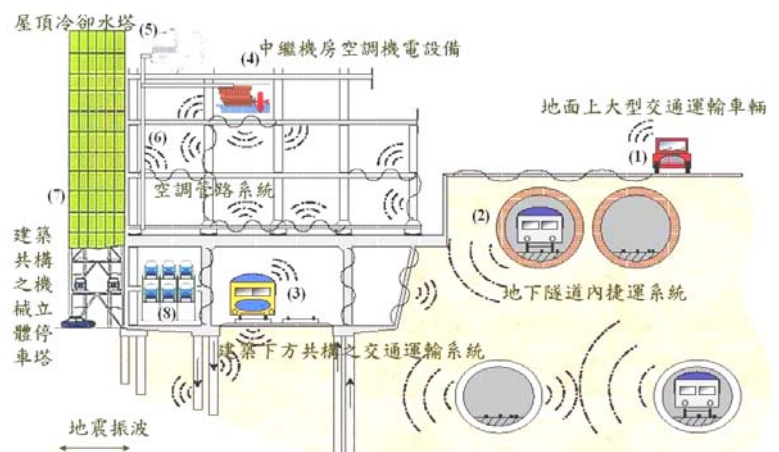 屋頂冷卻水塔
(5)
(4)
中繼機房空調機電設備
地面上大型交通運輸車輛
(1)
(6)
空調管路系統
(7)
(2)
建築共構之機械立體停車塔
(3)
(8)
地下隧道內捷運系統
建築下方共構之交通運輸系統
地震振波